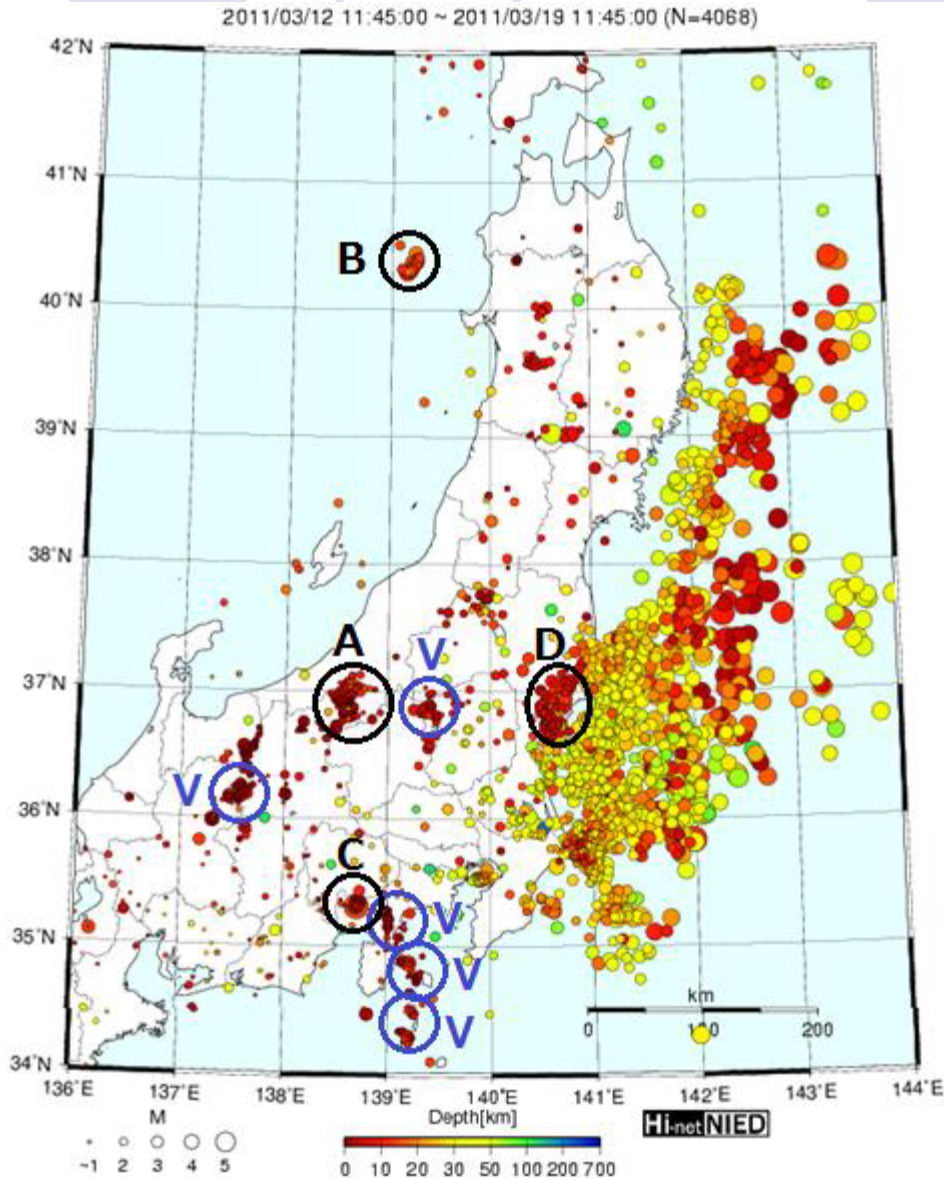 2011/03/12 11:45:00 ~ 2011/03/19 11:45:00 (N=4068)
42°N
41°N
B
40°N
39°N
38°N
A
V
D
37°N
V
36°N
C
V
35°N
V
km
0 100 200
V
34°N
136°E 137°E 138°E 139°E 140°E 141°E 142°E 143°E 144°E
M
Depth[km]
Hi-net NIED
~1 2 3 4 5
0 10 20 30 50 100 200 700